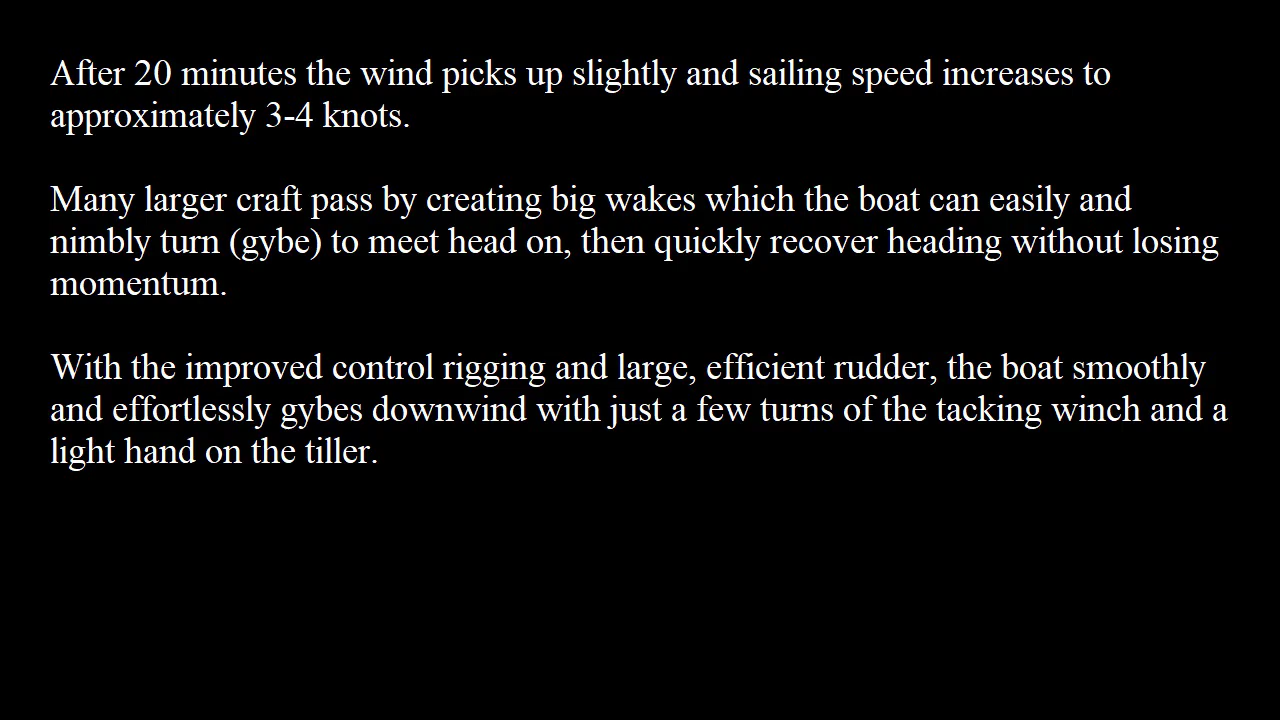 After 20 minutes the wind picks up slightly and sailing speed increases to
approximately 3-4 knots.
Many larger craft pass by creating big wakes which the boat can easily and
nimbly turn (gybe) to meet head on, then quickly recover heading without losing
momentum.
With the improved control rigging and large, efficient rudder, the boat smoothly
and effortlessly gybes downwind with just a few turns of the tacking winch and a
light hand on the tiller.